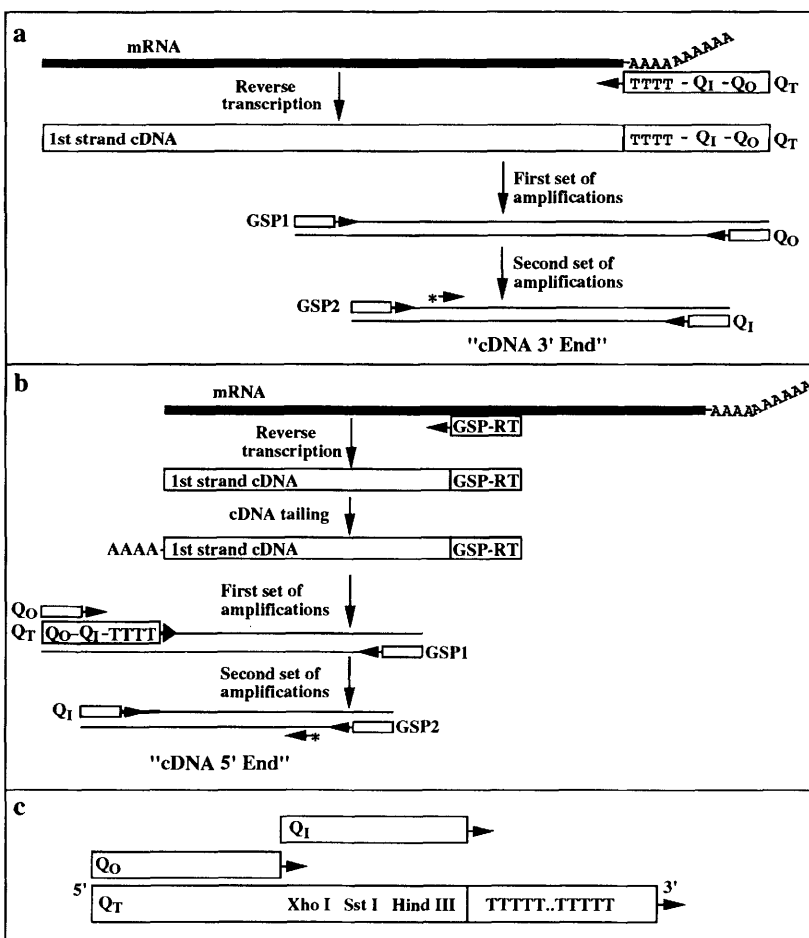 a
mRNA
-AAAAAAAAAA
Reverse
transcription
TTTT - QI -QO QT
1st strand cDNA TTTT - QI -QO QT
First set of
amplifications
GSP1
QO
Second set of
amplifications
GSP2 *
QI
"cDNA 3' End"
b
mRNA
-AAAAAAAAAA
GSP-RT
Reverse
transcription
1st strand cDNA GSP-RT
cDNA tailing
AAAA- 1st strand cDNA GSP-RT
First set of
amplifications
QO
QT QO-QI-TTTT
GSP1
Second set of
amplifications
QI
GSP2
*
"cDNA 5' End"
c
QI
QO
5' 3'
QT Xho I Sst I Hind III TTTTT..TTTTT